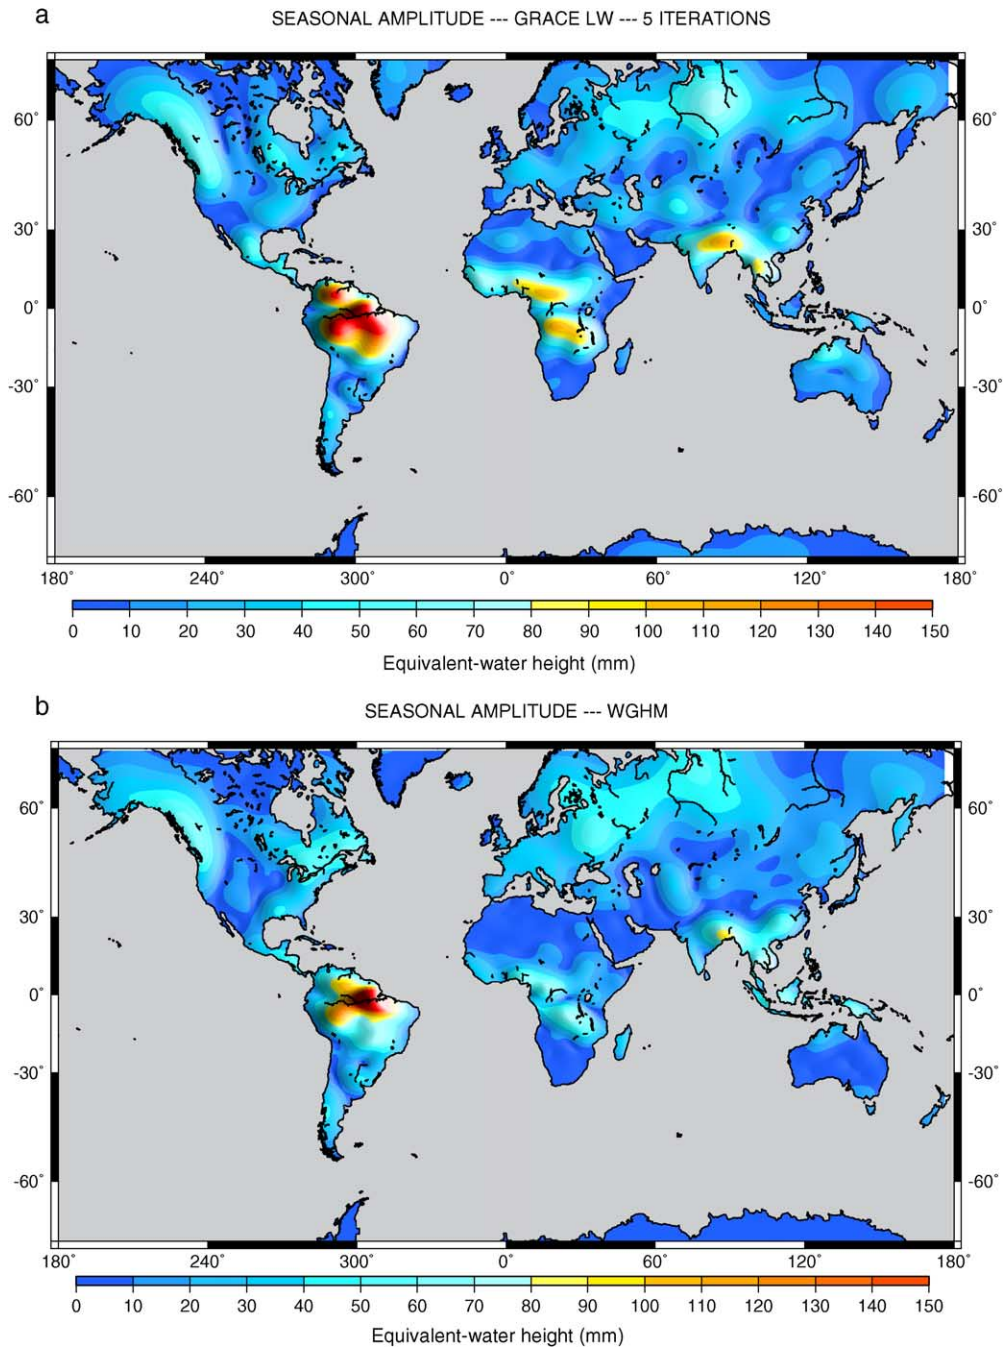 a
SEASONAL AMPLITUDE --- GRACE LW --- 5 ITERATIONS
60˚ 60˚
30˚ 30˚
0˚ 0˚
-30˚ -30˚
-60˚ -60˚
180˚ 240˚ 300˚ 0˚ 60˚ 120˚ 180˚
0 10 20 30 40 50 60 70 80 90 100 110 120 130 140 150
Equivalent-water height (mm)
b
SEASONAL AMPLITUDE --- WGHM
60˚ 60˚
30˚ 30˚
0˚ 0˚
-30˚ -30˚
-60˚ -60˚
180˚ 240˚ 300˚ 0˚ 60˚ 120˚ 180˚
0 10 20 30 40 50 60 70 80 90 100 110 120 130 140 150
Equivalent-water height (mm)